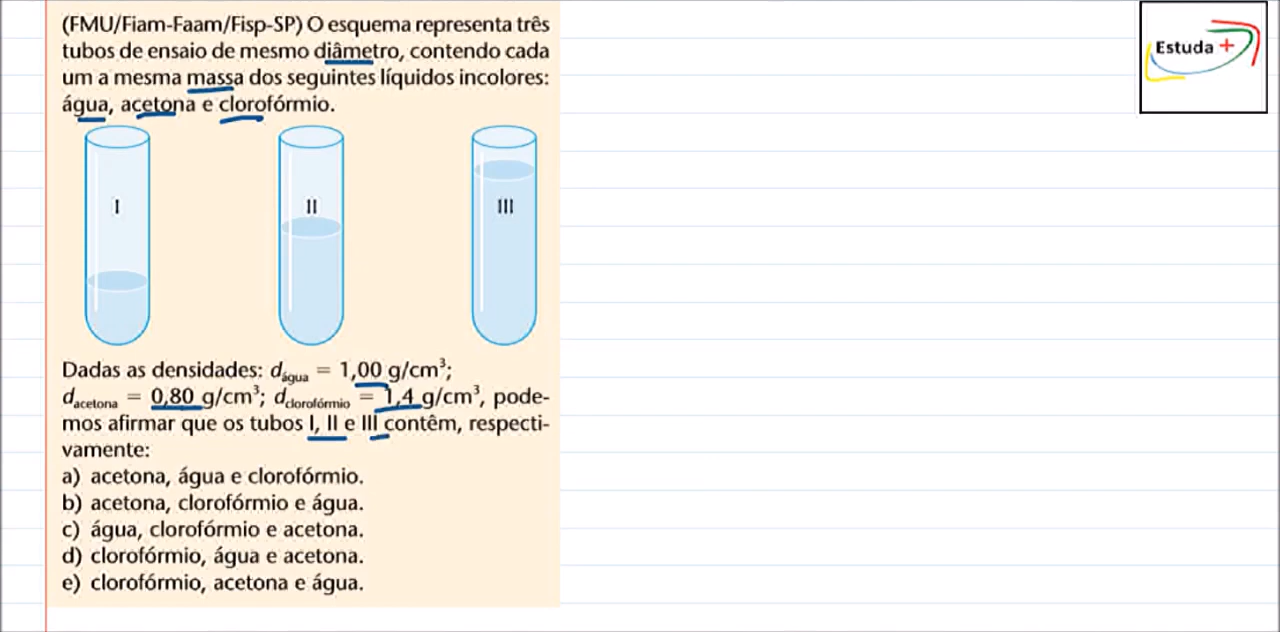 (FMU/Fiam-Faam/Fisp-SP) O esquema representa três
tubos de ensaio de mesmo diâmetro, contendo cada
um a mesma massa dos seguintes líquidos incolores:
água, acetona e clorofórmio.
I
II
III
Dadas as densidades: dágua = 1,00 g/cm³;
dacetona = 0,80 g/cm³; dclorofórmio = 1,4 g/cm³, pode-
mos afirmar que os tubos I, II e III contêm, respecti-
vamente:
a) acetona, água e clorofórmio.
b) acetona, clorofórmio e água.
c) água, clorofórmio e acetona.
d) clorofórmio, água e acetona.
e) clorofórmio, acetona e água.
Estuda +